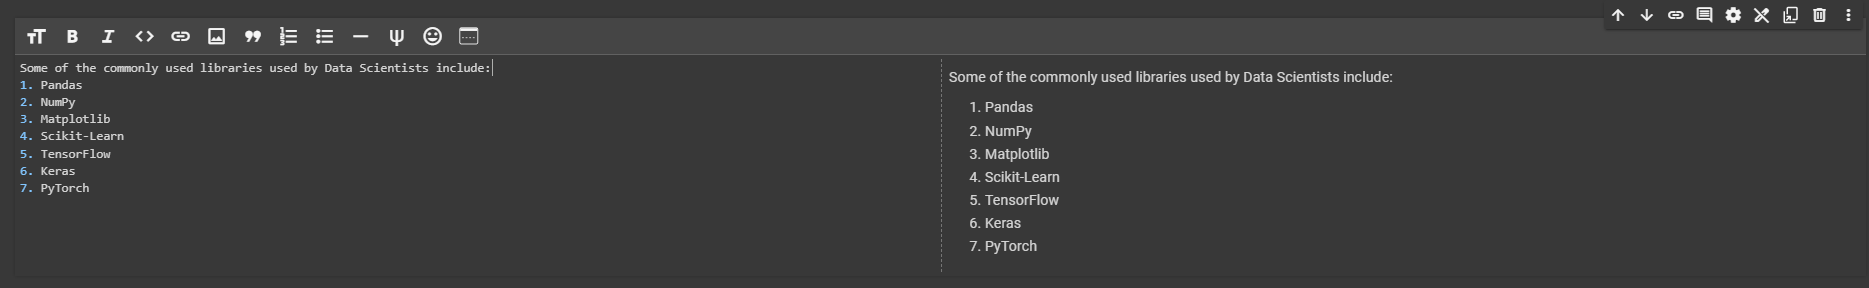 Some of the commonly used libraries used by Data Scientists include:
1. Pandas
2. NumPy
3. Matplotlib
4. Scikit-Learn
5. TensorFlow
6. Keras
7. PyTorch
Some of the commonly used libraries used by Data Scientists include:
1. Pandas
2. NumPy
3. Matplotlib
4. Scikit-Learn
5. TensorFlow
6. Keras
7. PyTorch